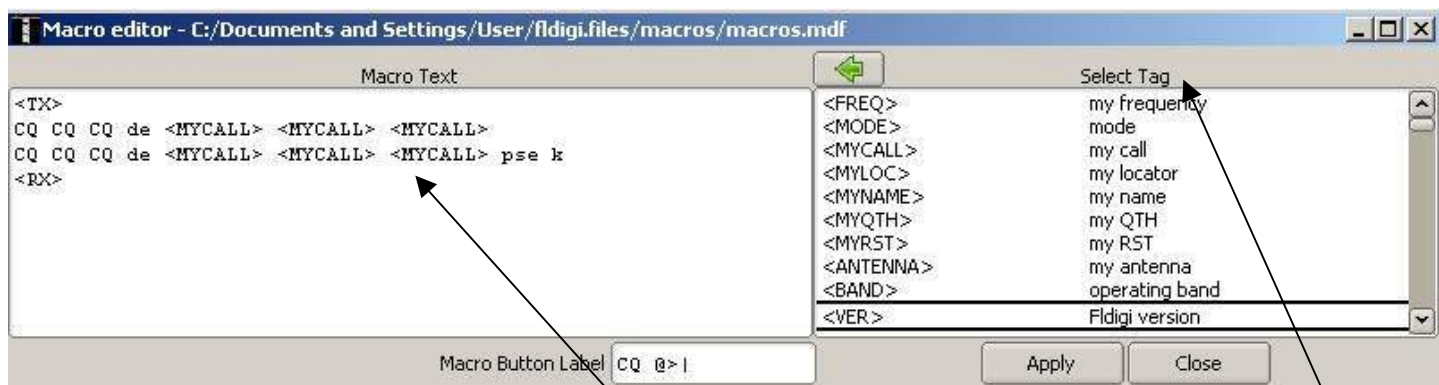 Macro editor - C:/Documents and Settings/User/fldigi.files/macros/macros.mdf
Macro Text
Select Tag
<TX>
CQ CQ CQ de <MYCALL> <MYCALL> <MYCALL>
CQ CQ CQ de <MYCALL> <MYCALL> <MYCALL> pse k
<RX>
<FREQ> my frequency
<MODE> mode
<MYCALL> my call
<MYLOC> my locator
<MYNAME> my name
<MYQTH> my QTH
<MYRST> my RST
<ANTENNA> my antenna
<BAND> operating band
<VER> Fldigi version
Macro Button Label CQ @>|
Apply Close